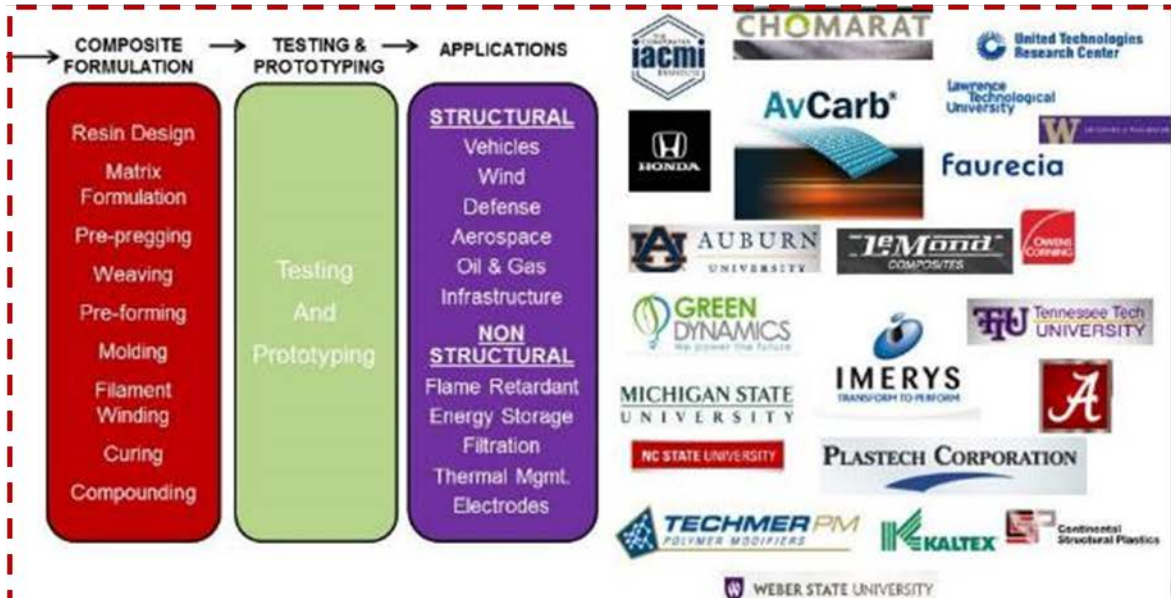 COMPOSITE
FORMULATION
TESTING &
PROTOTYPING
APPLICATIONS
Resin Design
Matrix
Formulation
Pre-pregging
Weaving
Pre-forming
Molding
Filament
Winding
Curing
Compounding
Testing
And
Prototyping
STRUCTURAL
Vehicles
Wind
Defense
Aerospace
Oil & Gas
Infrastructure
NON
STRUCTURAL
Flame Retardant
Energy Storage
Filtration
Thermal Mgmt.
Electrodes
iacmi
CHOMARAT
United Technologies
Research Center
AvCarb®
Lawrence
Technological
University
W
HONDA
faurecia
AU
AUBURN
UNIVERSITY
LeMond
COMPOSITES
OWENS
CORNING
GREEN
DYNAMICS
We power the future
IMERYS
TRANSFORM TO PERFORM
TTU
Tennessee Tech
UNIVERSITY
MICHIGAN STATE
UNIVERSITY
A
NC STATE UNIVERSITY
PLASTECH CORPORATION
TECHMER PM
POLYMER MODIFIERS
KALTEX
Continental
Structural Plastics
W
WEBER STATE UNIVERSITY